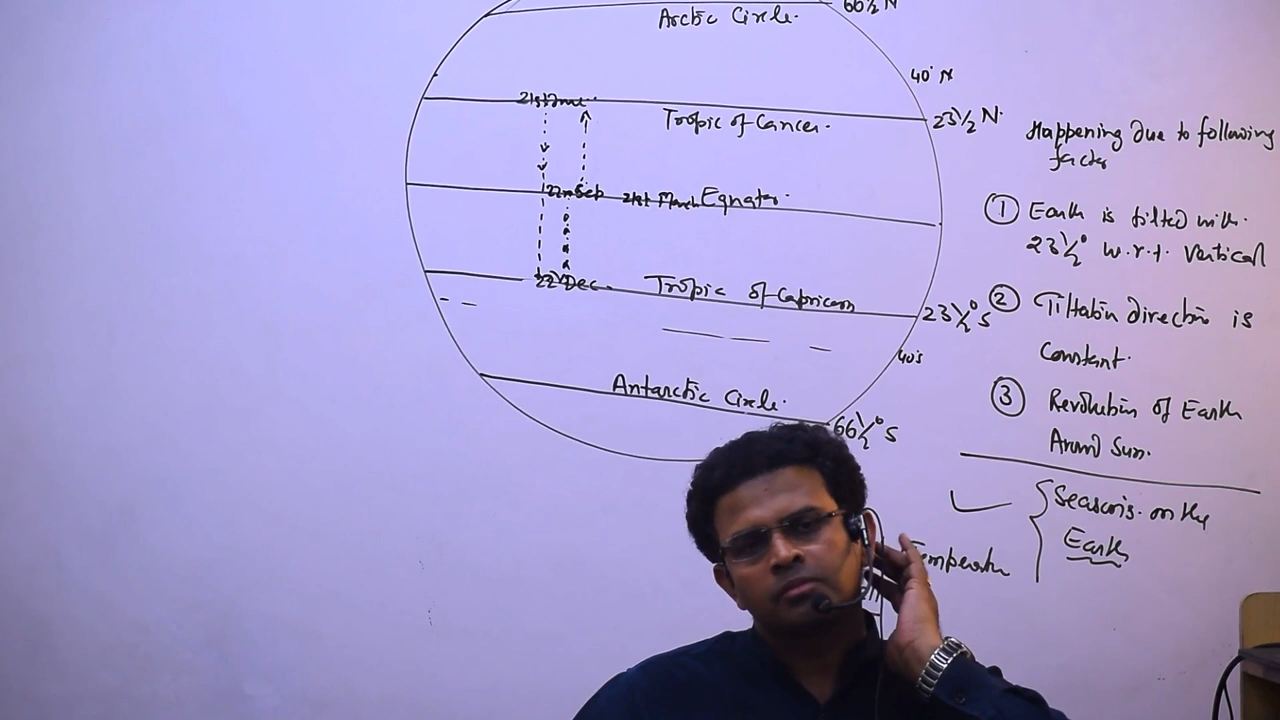 66½ N
Arctic Circle.
40° N
21st June
Tropic of Cancer.
23½ N.
22nd Sep 21st March Equator.
22 Dec.
Tropic of Capricorn
23½° S
40 S
Antarctic Circle.
66½° S
Happening due to following
factor
① Earth is tilted with.
23½° w.r.t. vertical
② direction is
constant.
③ Revolution of Earth
Around Sun.
Seasons on the
Earth